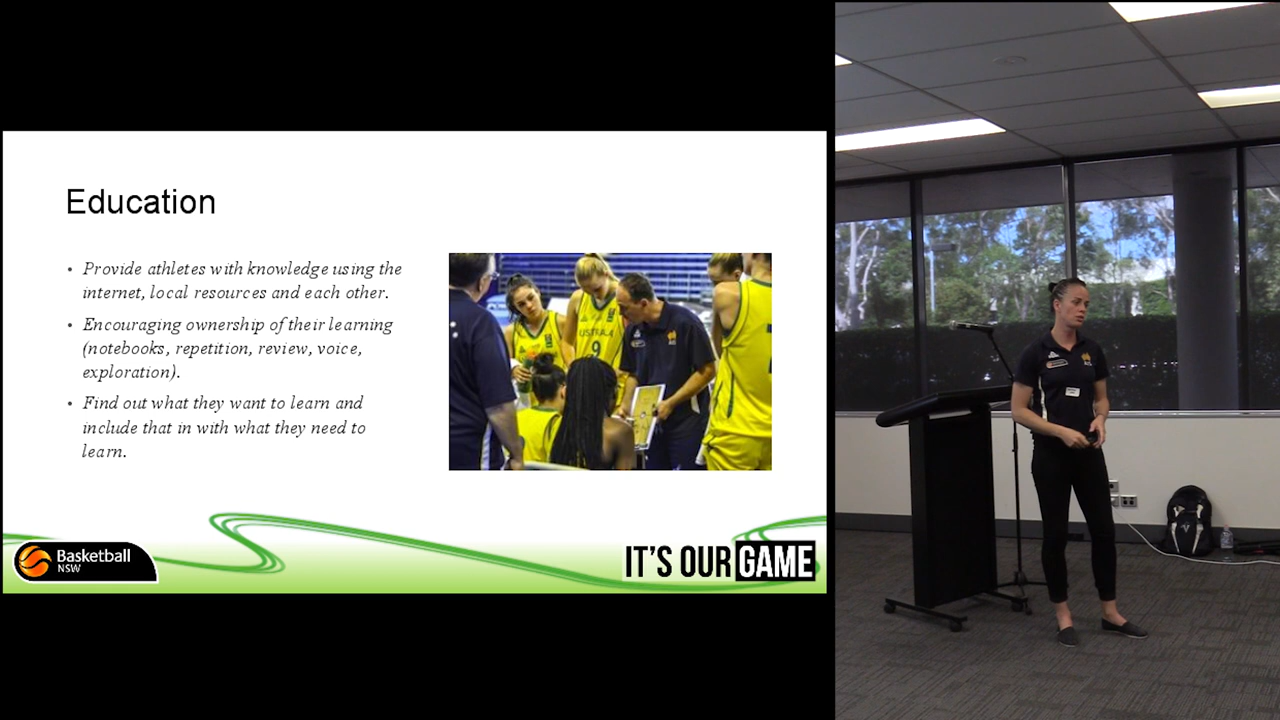 Education
• Provide athletes with knowledge using the
internet, local resources and each other.
• Encouraging ownership of their learning
(notebooks, repetition, review, voice,
exploration).
• Find out what they want to learn and
include that in with what they need to
learn.
USTRALIA
9
Basketball
NSW
IT'S OUR GAME